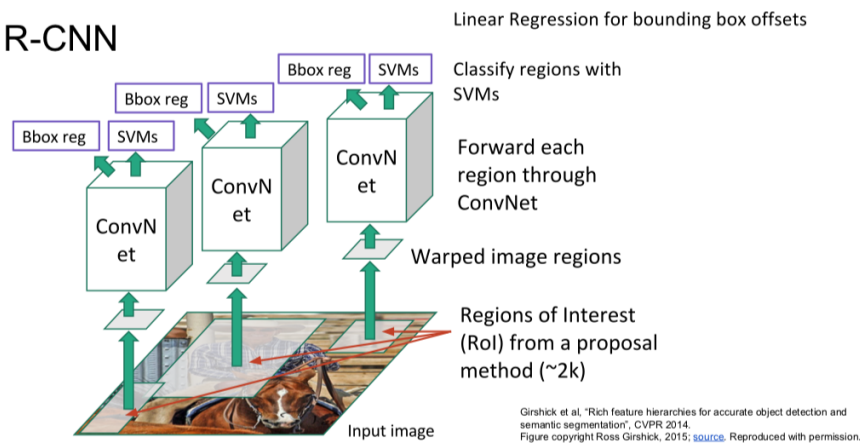 R-CNN
Linear Regression for bounding box offsets
Bbox reg
SVMs
Classify regions with
SVMs
Bbox reg
SVMs
Bbox reg
SVMs
ConvN
et
ConvN
et
ConvN
et
Forward each
region through
ConvNet
Warped image regions
Regions of Interest
(RoI) from a proposal
method (~2k)
Input image
Girshick et al, "Rich feature hierarchies for accurate object detection and
semantic segmentation", CVPR 2014.
Figure copyright Ross Girshick, 2015; source. Reproduced with permission.